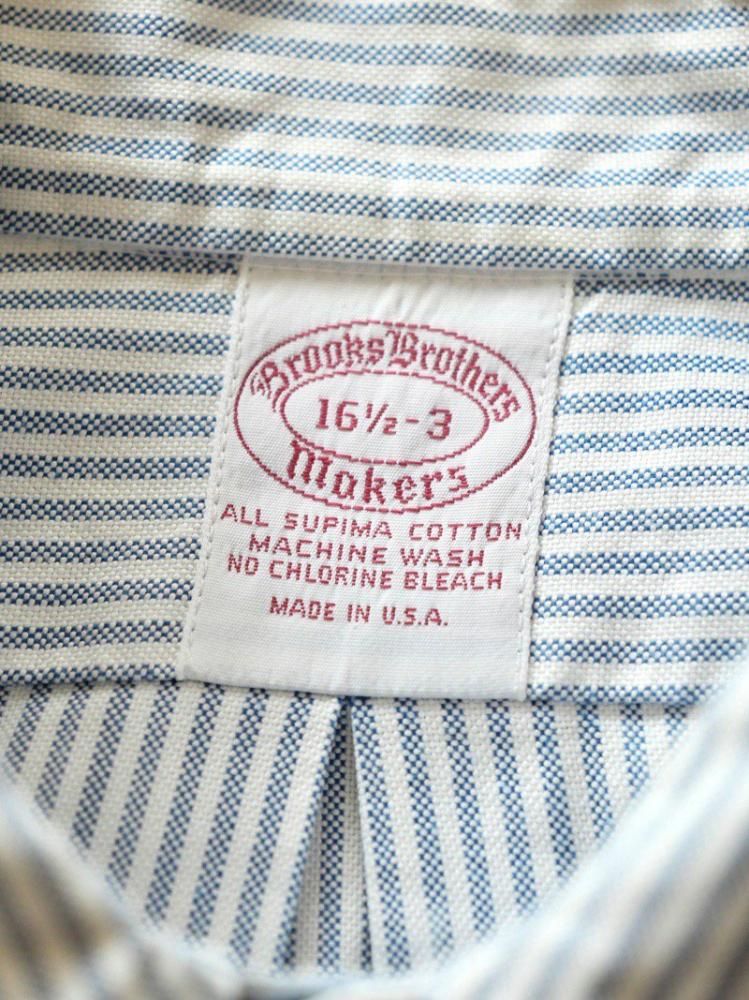 Brooks Brothers
16½-3
Makers
ALL SUPIMA COTTON
MACHINE WASH
NO CHLORINE BLEACH
MADE IN U.S.A.